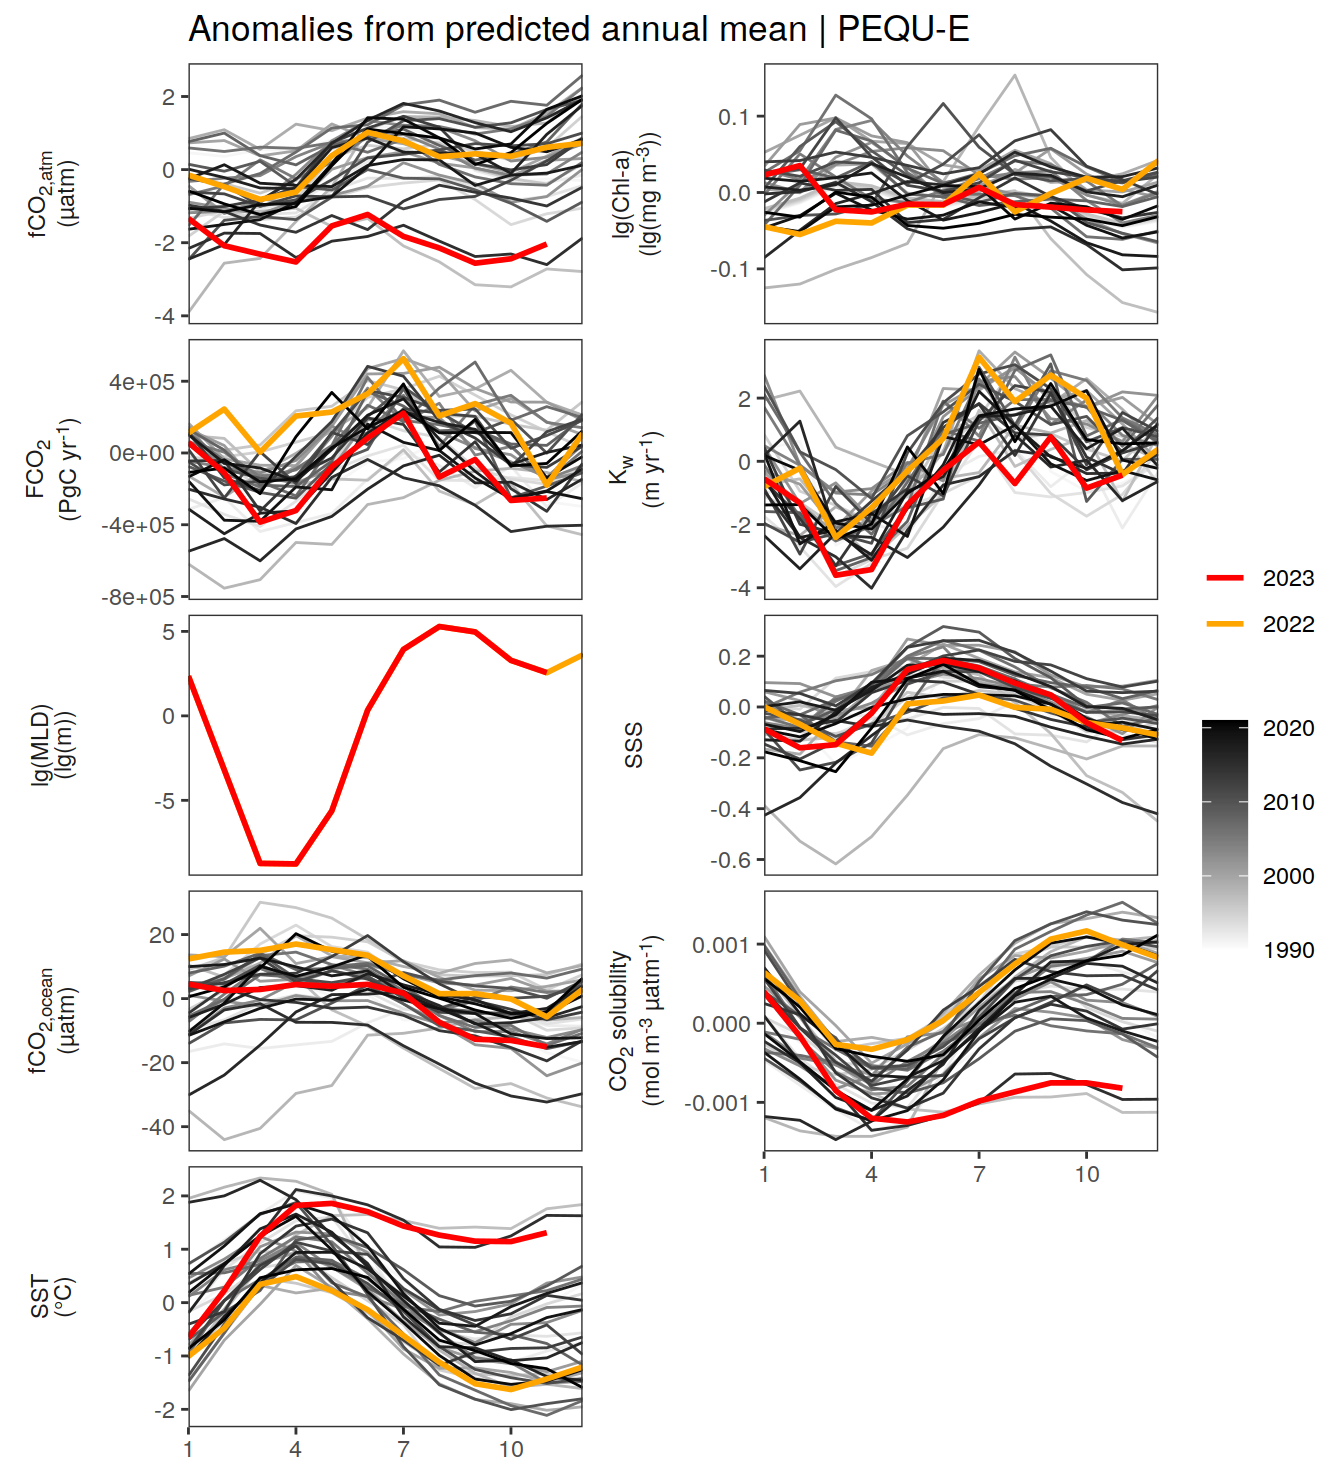 Anomalies from predicted annual mean | PEQU-E
fCO2,atm
(µatm)
2
0
-2
-4
lg(Chl-a)
(lg(mg m-3))
0.1
0.0
-0.1
FCO2
(PgC yr-1)
4e+05
0e+00
-4e+05
-8e+05
Kw
(m yr-1)
2
0
-2
-4
lg(MLD)
(lg(m))
5
0
-5
SSS
0.2
0.0
-0.2
-0.4
-0.6
fCO2,ocean
(µatm)
20
0
-20
-40
CO2 solubility
(mol m-3 µatm-1)
0.001
0.000
-0.001
1 4 7 10
SST
(°C)
2
1
0
-1
-2
1 4 7 10
2023
2022
2020
2010
2000
1990